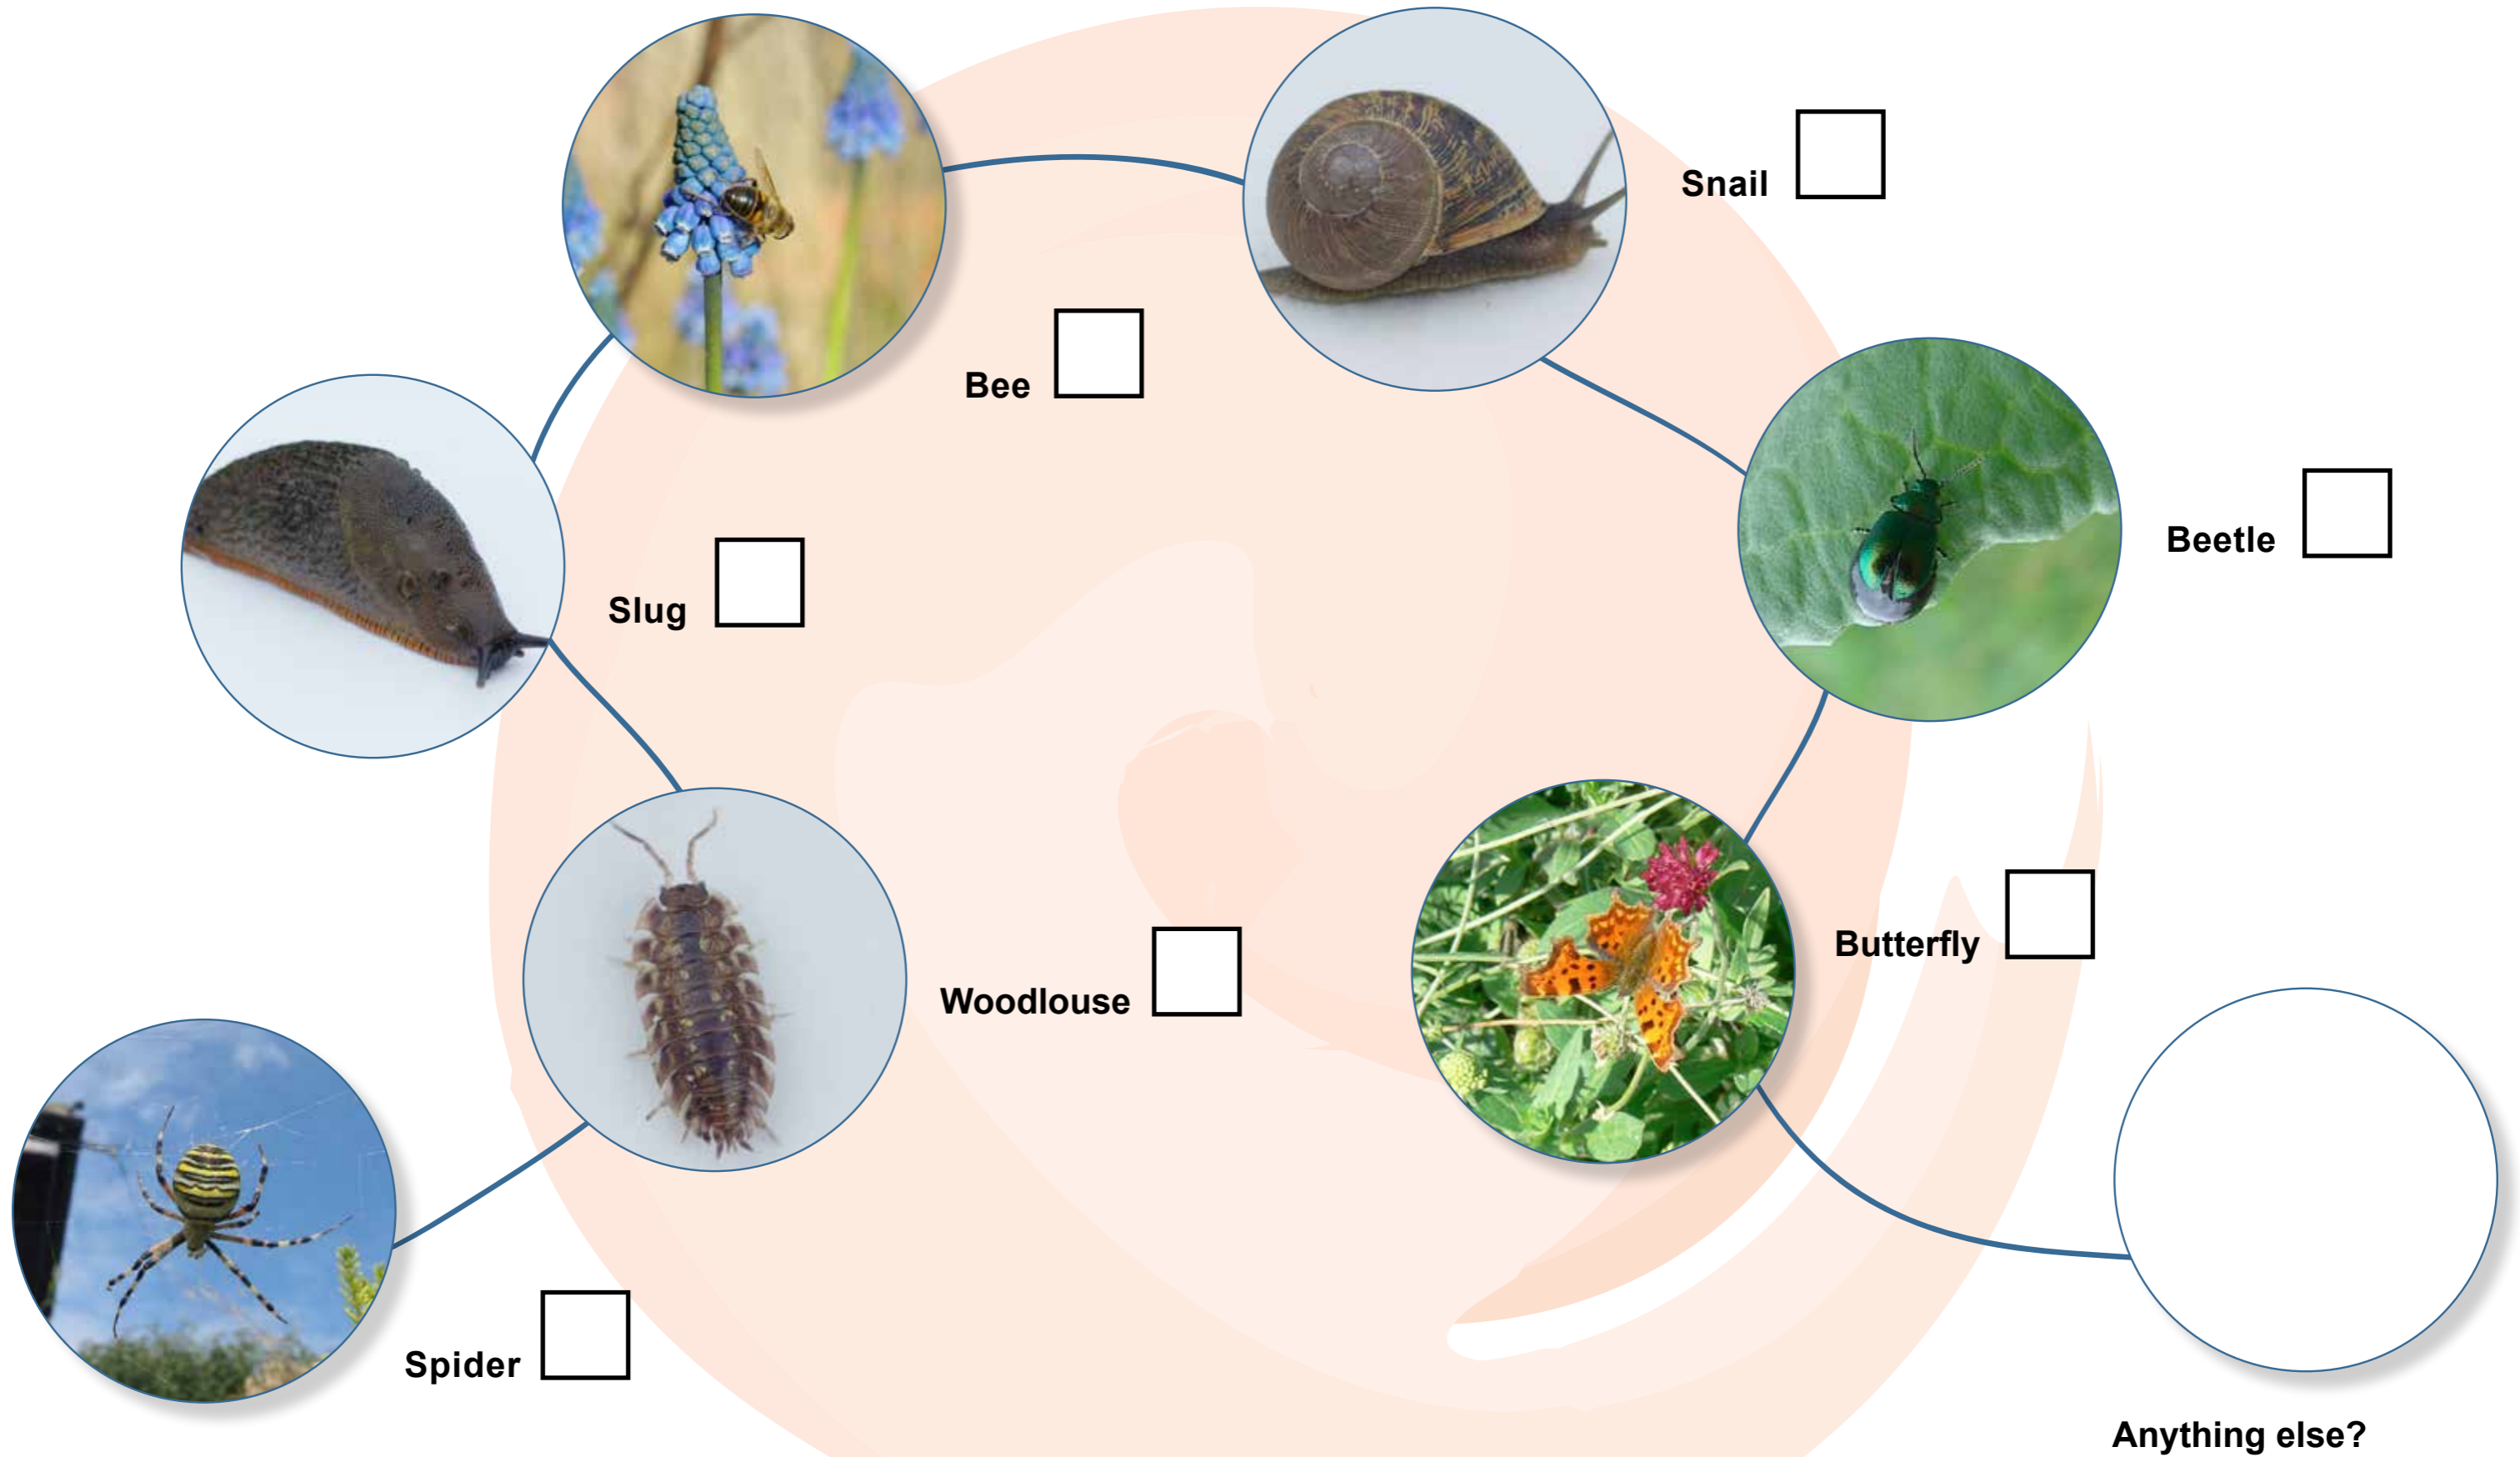 Snail
Bee
Beetle
Slug
Butterfly
Woodlouse
Spider
Anything else?